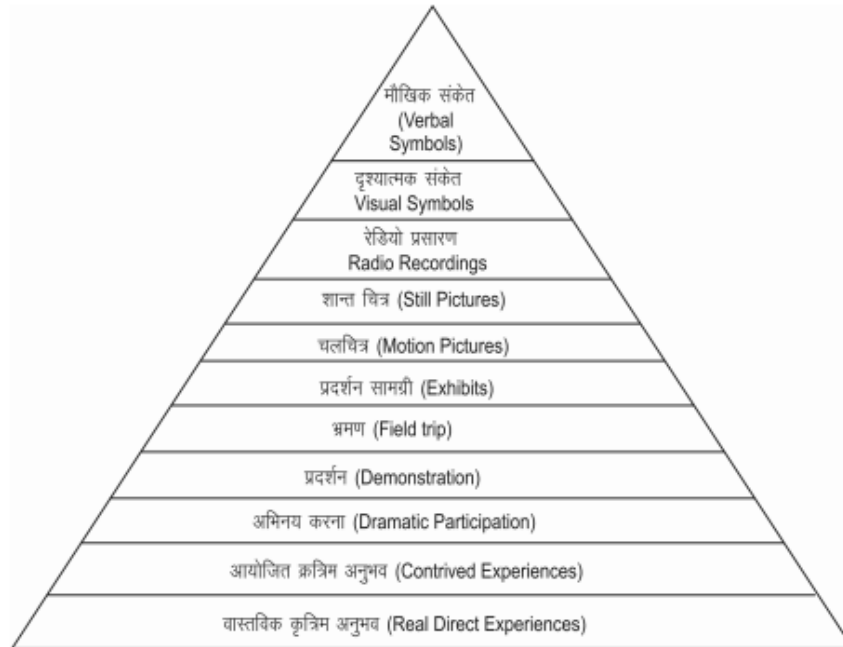 मौखिक संकेत
(Verbal
Symbols)
दृश्यात्मक संकेत
Visual Symbols
रेडियो प्रसारण
Radio Recordings
शान्त चित्र (Still Pictures)
चलचित्र (Motion Pictures)
प्रदर्शन सामग्री (Exhibits)
भ्रमण (Field trip)
प्रदर्शन (Demonstration)
अभिनय करना (Dramatic Participation)
आयोजित क्रत्रिम अनुभव (Contrived Experiences)
वास्तविक कृत्रिम अनुभव (Real Direct Experiences)